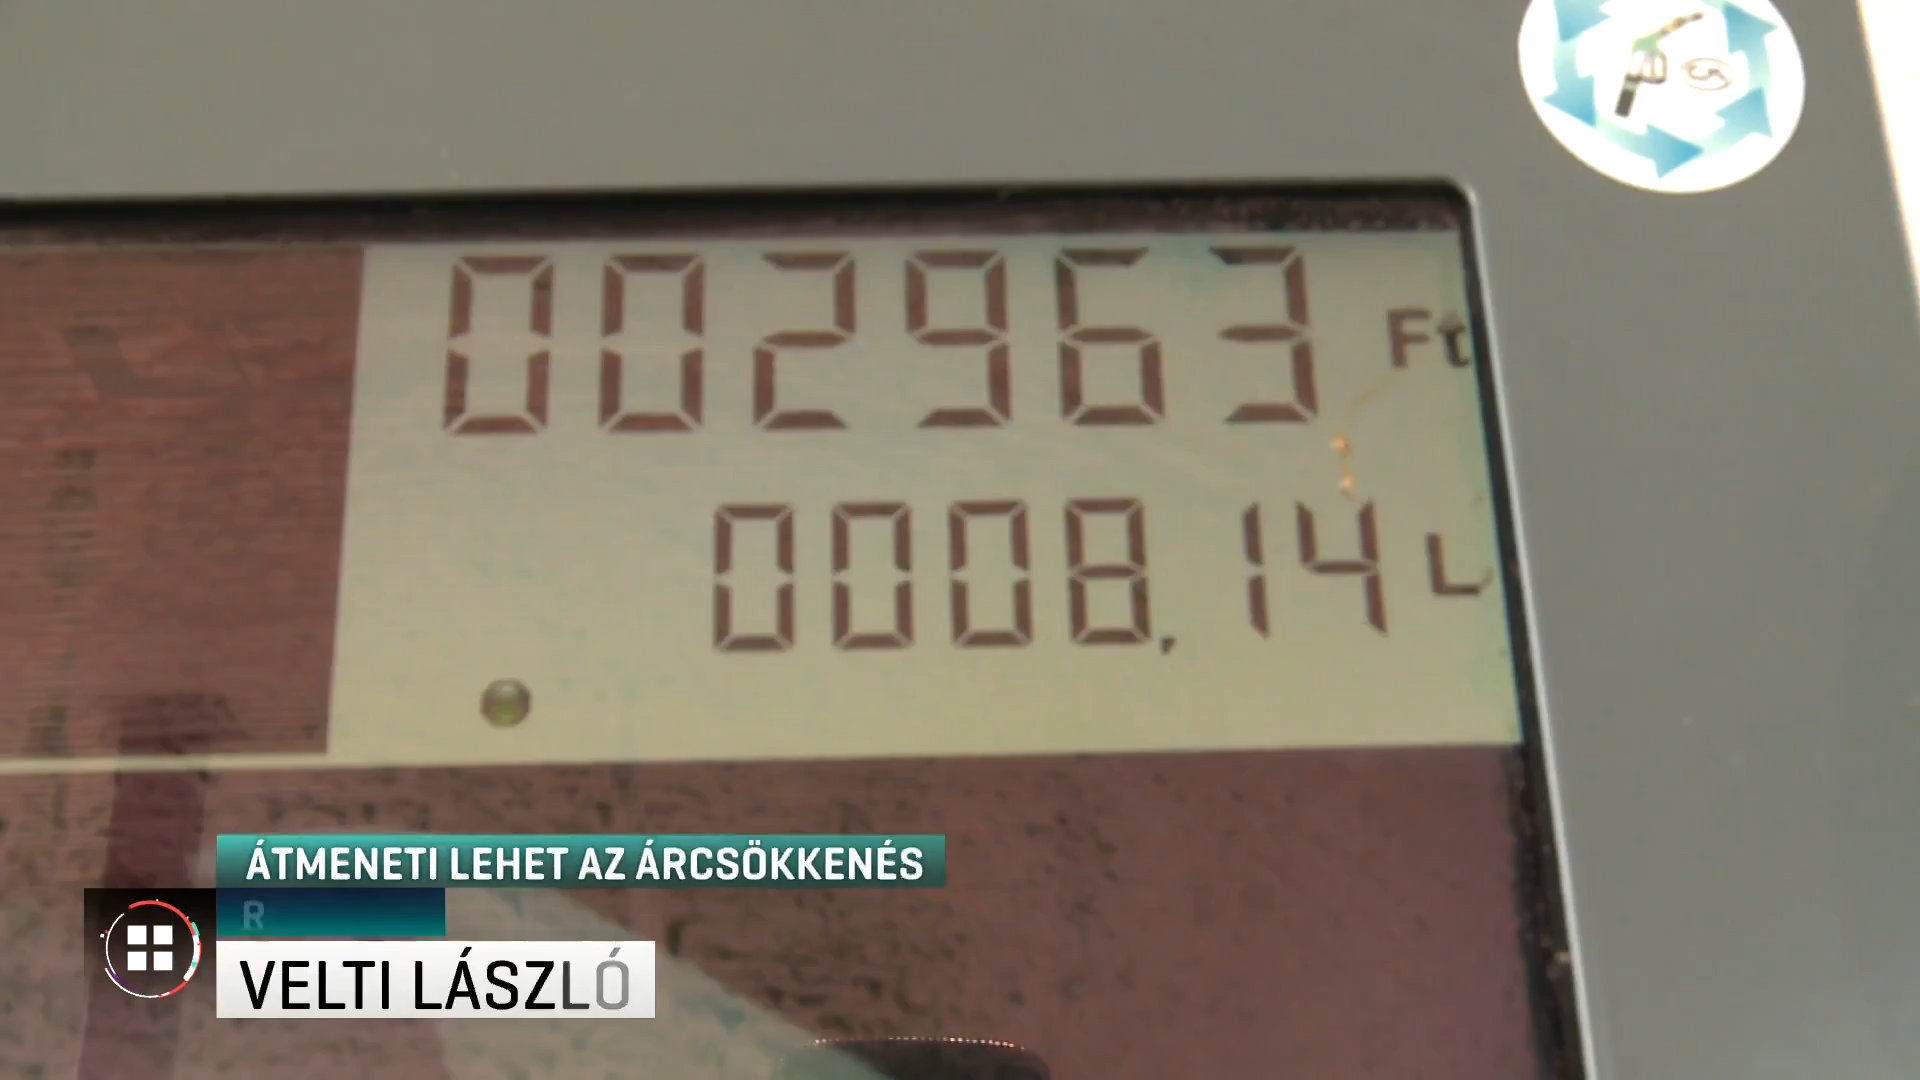 002963 Ft
0008,14 L
ÁTMENETI LEHET AZ ÁRCSÖKKENÉS
R
VELTI LÁSZLÓ